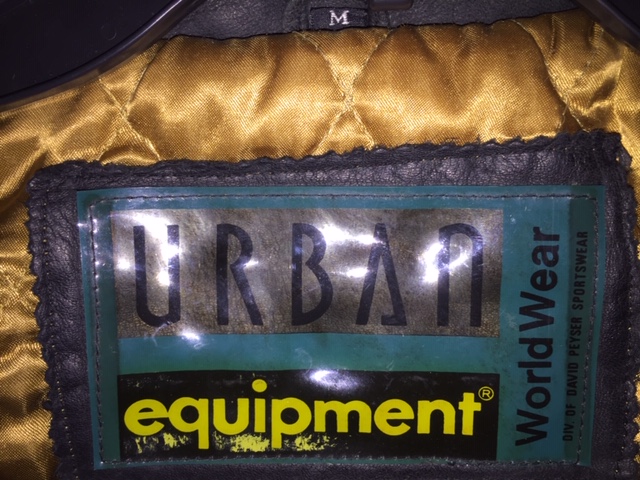 M
URBAN
equipment®
World Wear
DIV. OF DAVID PEYSER SPORTSWEAR